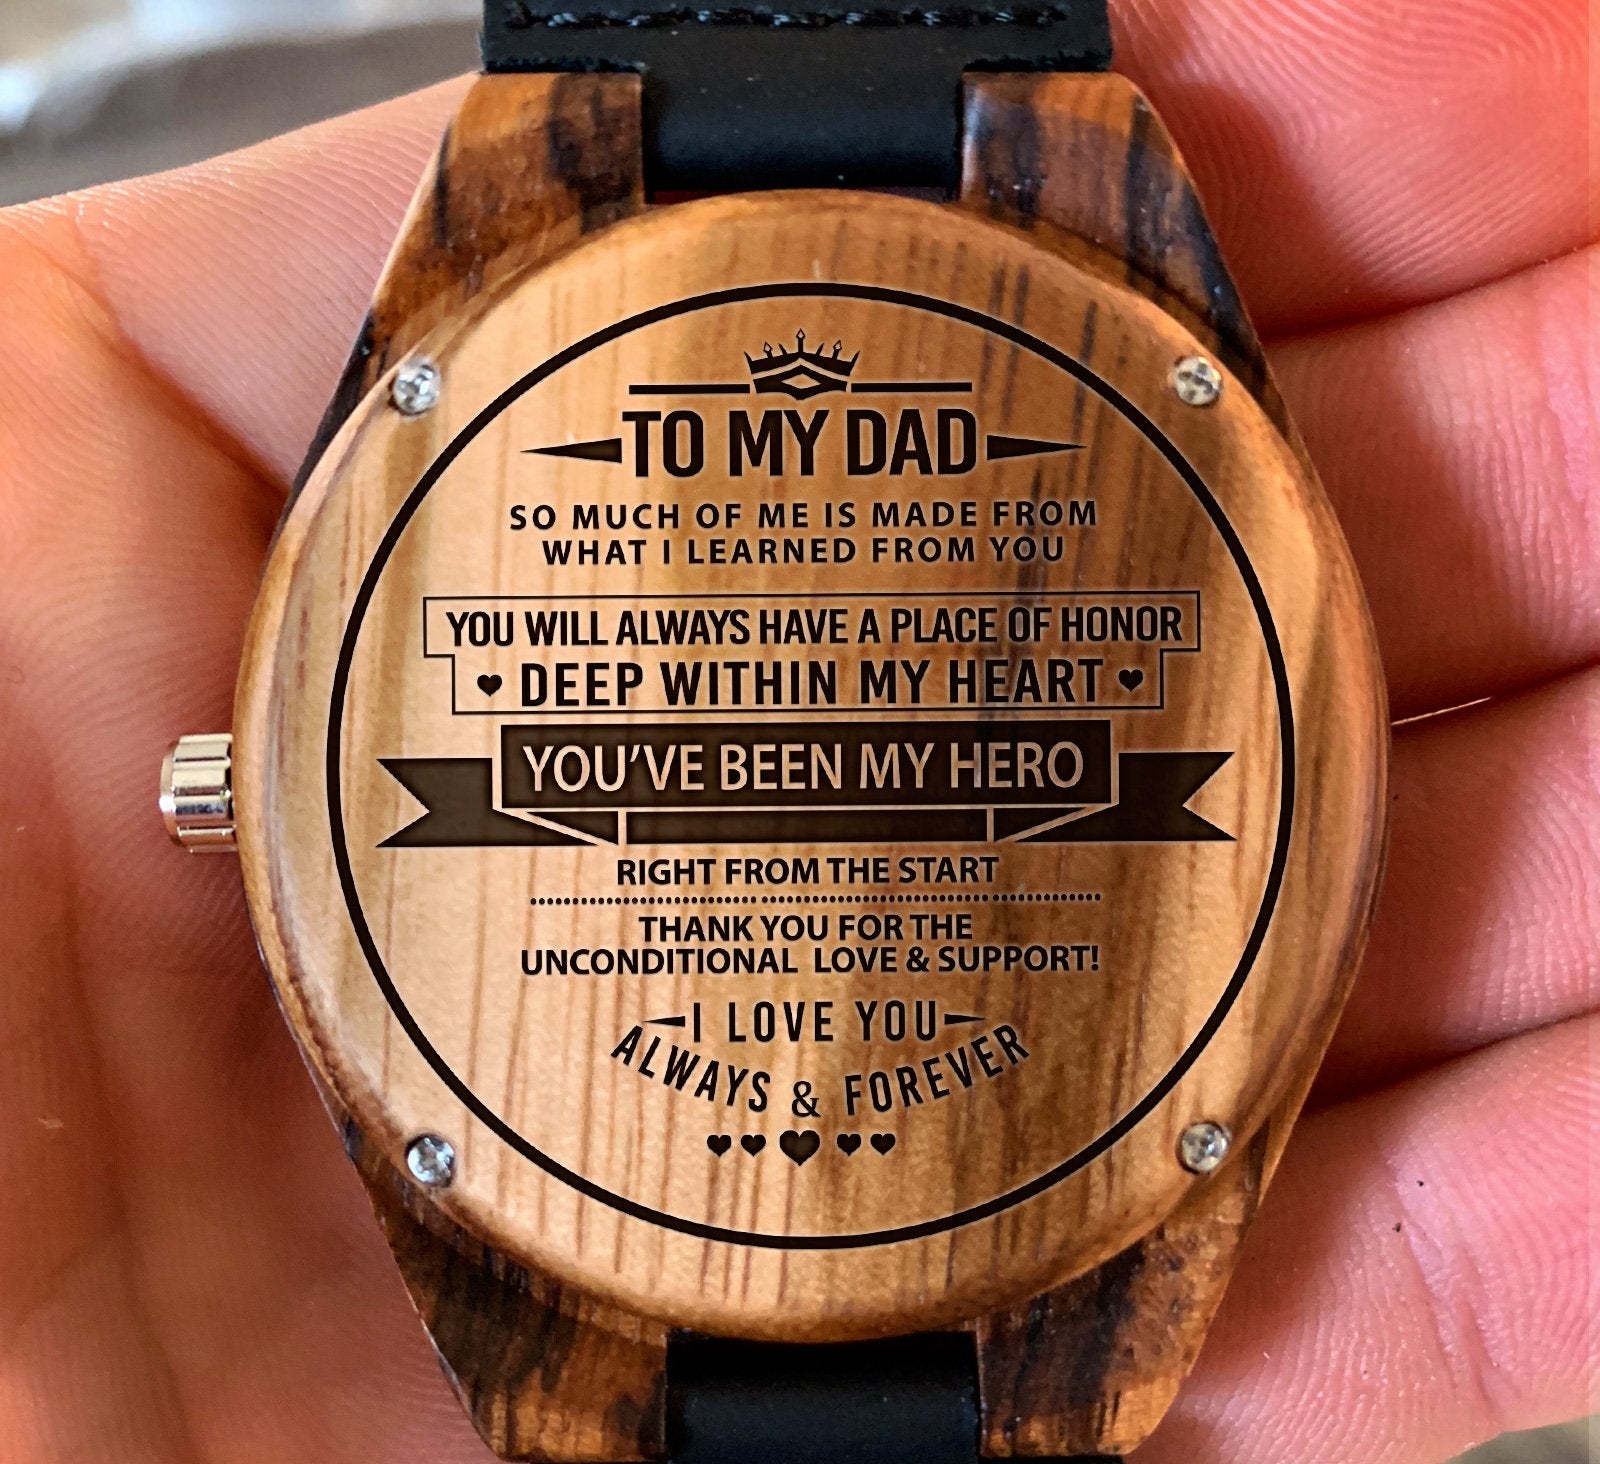 TO MY DAD
SO MUCH OF ME IS MADE FROM
WHAT I LEARNED FROM YOU
YOU WILL ALWAYS HAVE A PLACE OF HONOR
DEEP WITHIN MY HEART
YOU'VE BEEN MY HERO
RIGHT FROM THE START
THANK YOU FOR THE
UNCONDITIONAL LOVE & SUPPORT!
I LOVE YOU
ALWAYS & FOREVER